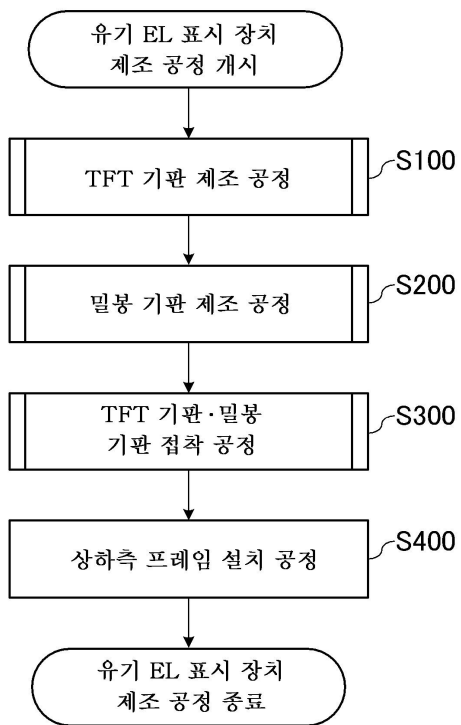 유기 EL 표시 장치
제조 공정 개시
TFT 기판 제조 공정
S100
밀봉 기판 제조 공정
S200
TFT 기판·밀봉
기판 접착 공정
S300
상하측 프레임 설치 공정
S400
유기 EL 표시 장치
제조 공정 종료